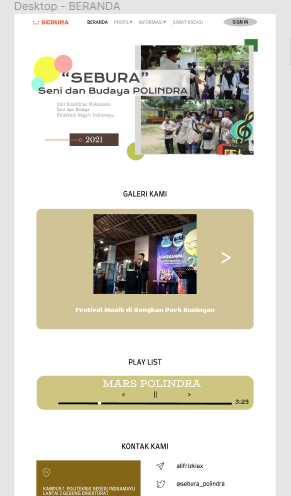 Desktop - BERANDA
SEBURA BERANDA PROFIL▾ INFORMASI▾ JUMAT KREASI SIGN IN
“SEBURA”
Seni dan Budaya POLINDRA
Unit Kreatifitas Mahasiswa
Seni dan Budaya
Politeknik Negeri Indramayu
2021
GALERI KAMI
>
Festival Musik di Sangkan Park Kuningan
PLAY LIST
MARS POLINDRA
< || >
3:23
KONTAK KAMI
alifrizkiax
KAMPUS 1 POLITEKNIK NEGERI INDRAMAYU
LANTAI 2 GEDUNG DIREKTORAT
@sebura_polindra